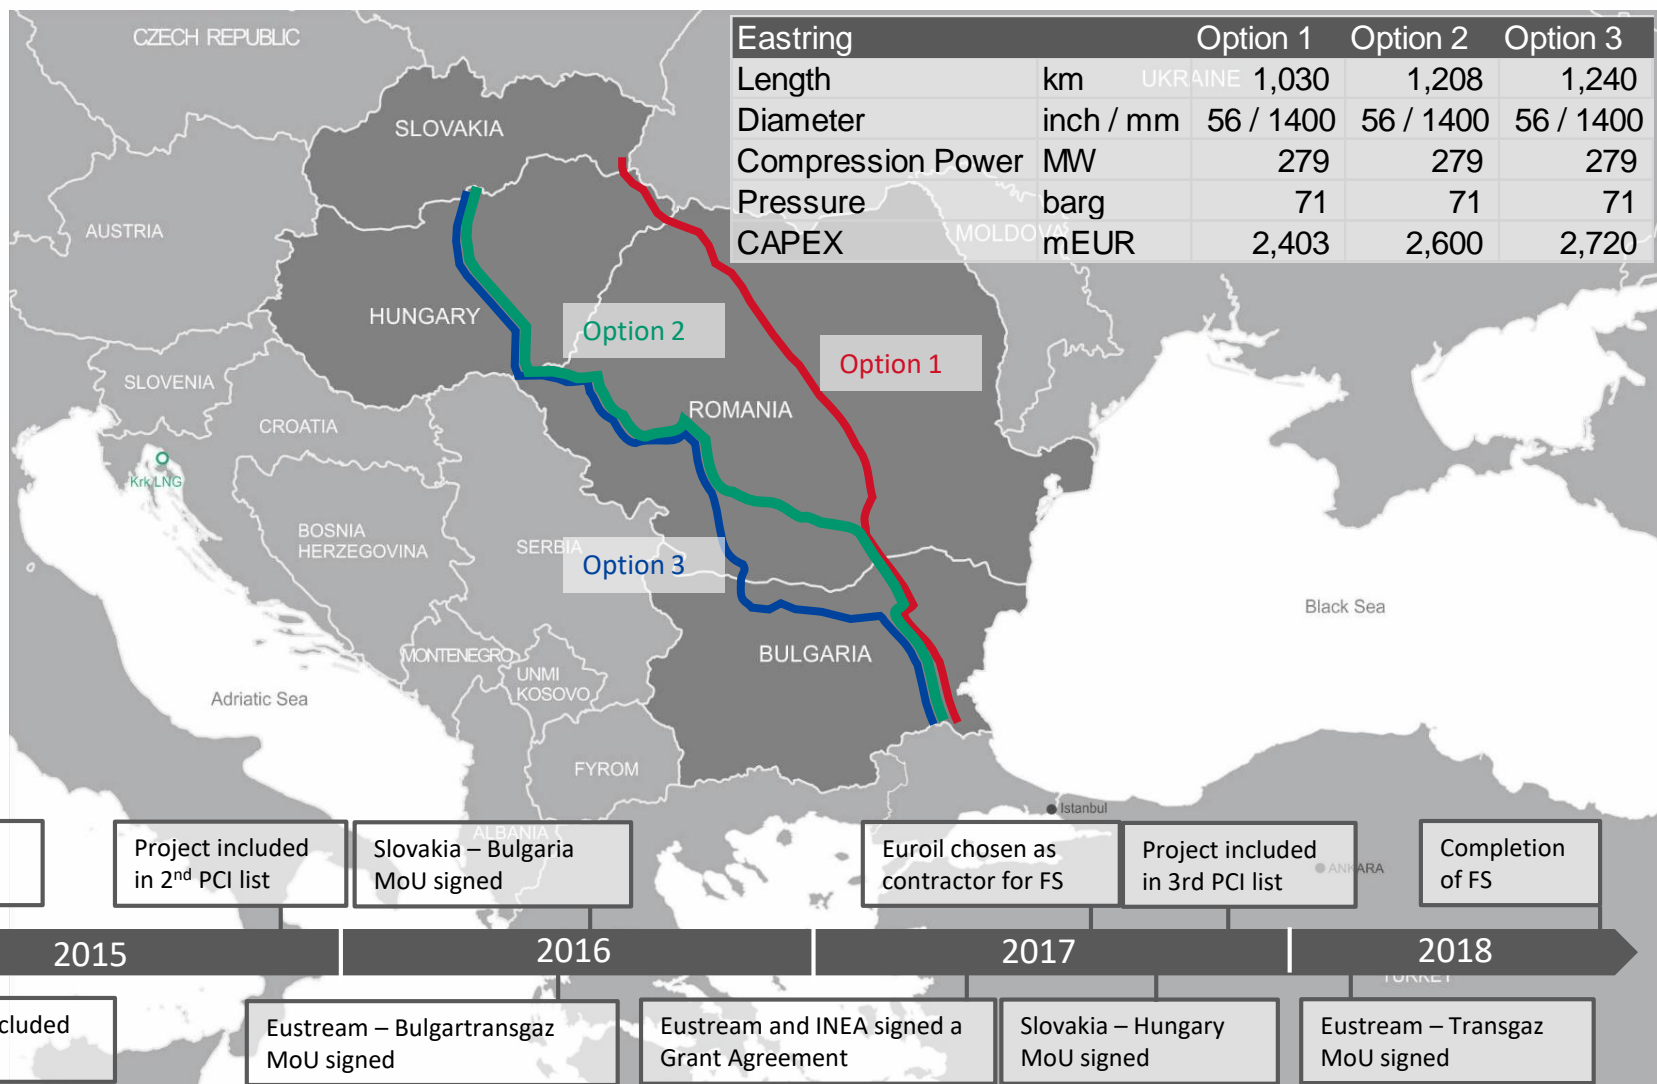 Eastring Option 1 Option 2 Option 3
Length km 1,030 1,208 1,240
Diameter inch / mm 56 / 1400 56 / 1400 56 / 1400
Compression Power MW 279 279 279
Pressure barg 71 71 71
CAPEX mEUR 2,403 2,600 2,720
CZECH REPUBLIC
UKRAINE
SLOVAKIA
AUSTRIA
MOLDOVA
HUNGARY
Option 2
Option 1
SLOVENIA
ROMANIA
CROATIA
Krk LNG
BOSNIA
HERZEGOVINA
SERBIA
Option 3
Black Sea
BULGARIA
MONTENEGRO
UNMI
KOSOVO
Adriatic Sea
FYROM
Istanbul
ALBANIA
ANKARA
Project included
in 2nd PCI list
Slovakia – Bulgaria
MoU signed
Euroil chosen as
contractor for FS
Project included
in 3rd PCI list
Completion
of FS
2015 2016 2017 2018
TURKEY
cluded
Eustream – Bulgartransgaz
MoU signed
Eustream and INEA signed a
Grant Agreement
Slovakia – Hungary
MoU signed
Eustream – Transgaz
MoU signed